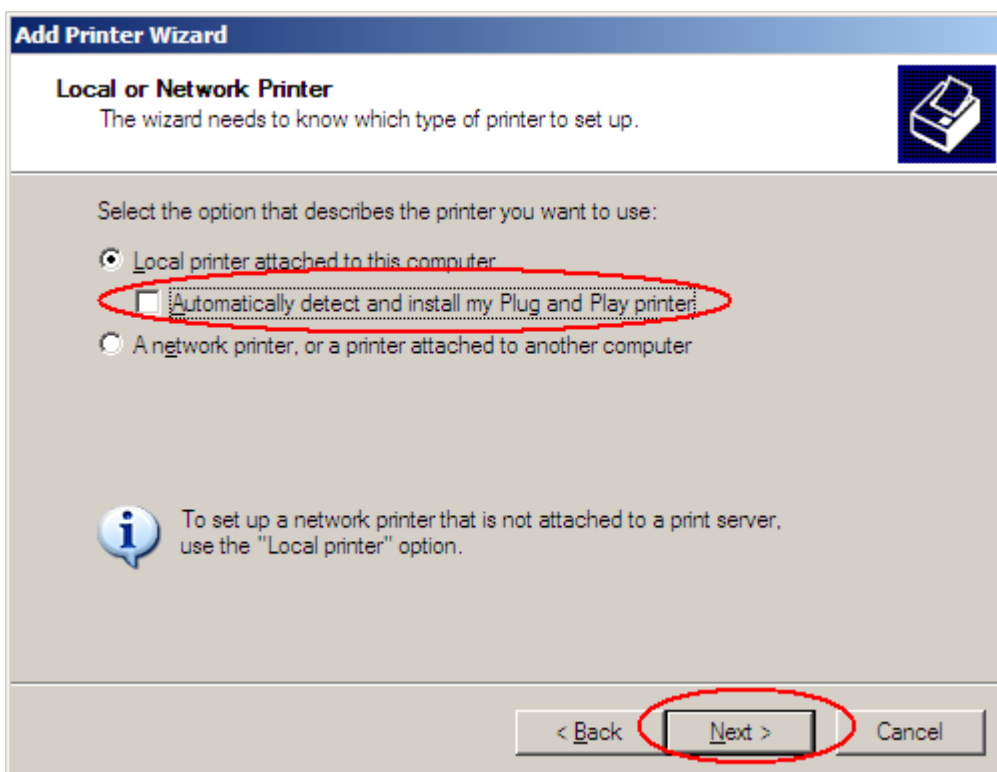 Add Printer Wizard
Local or Network Printer
The wizard needs to know which type of printer to set up.
Select the option that describes the printer you want to use:
Local printer attached to this computer
Automatically detect and install my Plug and Play printer
A network printer, or a printer attached to another computer
To set up a network printer that is not attached to a print server,
use the "Local printer" option.
< Back Next > Cancel